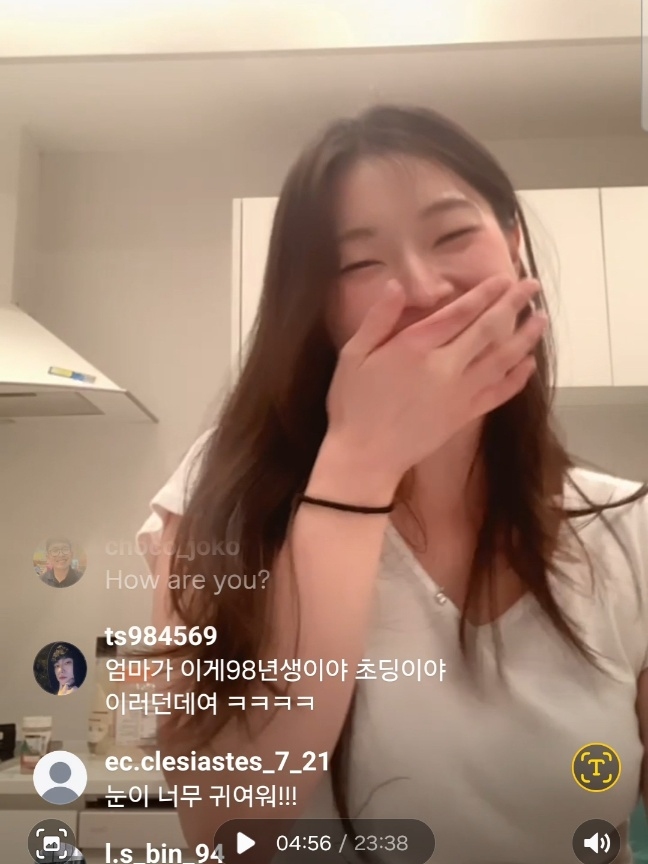 choco_joko
How are you?
ts984569
엄마가 이게98년생이야 초딩이야
이러던데여 ㅋㅋㅋㅋ
ec.clesiastes_7_21
눈이 너무 귀여워!!!
l.s_bin_94
04:56 / 23:38
T